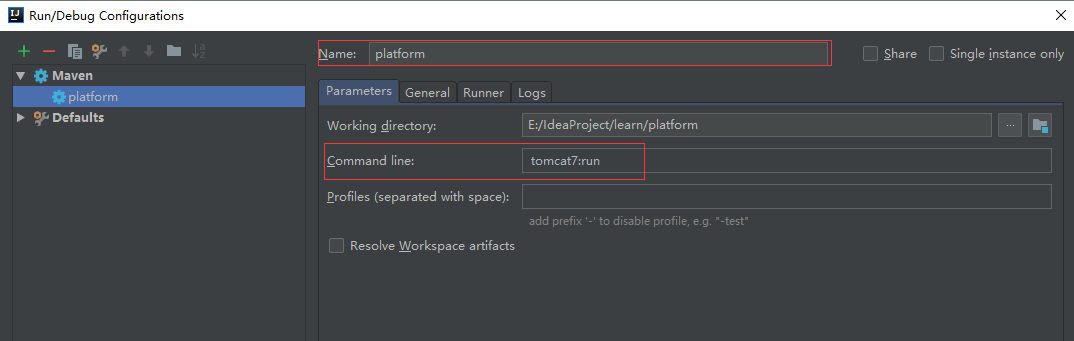 IJ Run/Debug Configurations
Name: platform Share Single instance only
Maven
platform
Defaults
Parameters General Runner Logs
Working directory: E:/IdeaProject/learn/platform ...
Command line: tomcat7:run
Profiles (separated with space):
add prefix '-' to disable profile, e.g. "-test"
Resolve Workspace artifacts